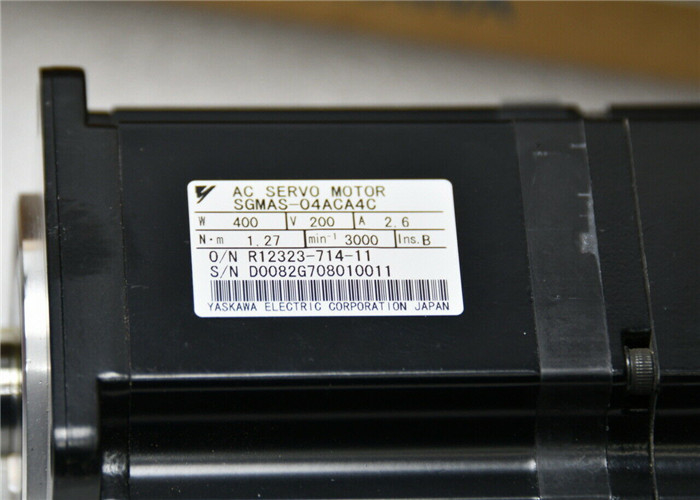 AC SERVO MOTOR
SGMAS-04ACA4C
W 400 V 200 A 2.6
N·m 1.27 min⁻¹ 3000 Ins.B
O/N R12323-714-11
S/N D0082G708010011
YASKAWA ELECTRIC CORPORATION JAPAN